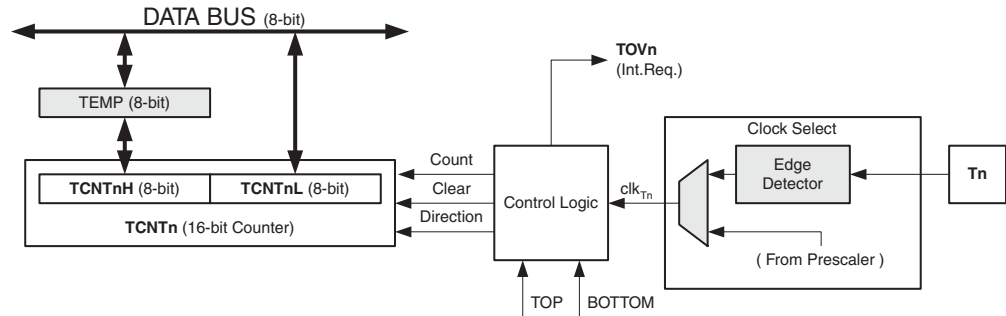 DATA BUS (8-bit)
TOVn
(Int.Req.)
TEMP (8-bit)
Clock Select
Count
Edge
Detector
Tn
TCNTnH (8-bit) TCNTnL (8-bit)
Clear
Control Logic
clkTn
TCNTn (16-bit Counter)
Direction
( From Prescaler )
TOP
BOTTOM